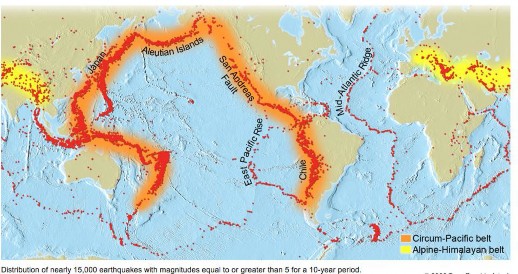 Japan
Aleutian Islands
San Andreas
Fault
Mid-Atlantic Ridge
East Pacific Rise
Chile
Circum-Pacific belt
Alpine-Himalayan belt
Distribution of nearly 15,000 earthquakes with magnitudes equal to or greater than 5 for a 10-year period.